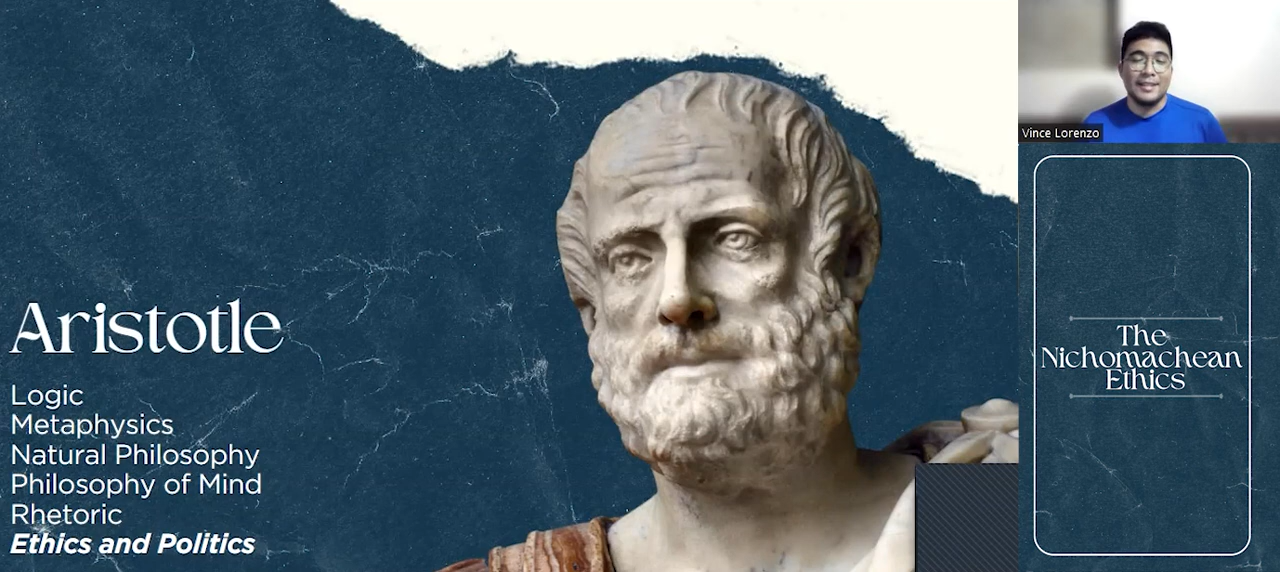 Aristotle
Logic
Metaphysics
Natural Philosophy
Philosophy of Mind
Rhetoric
Ethics and Politics
Vince Lorenzo
The
Nichomachean
Ethics